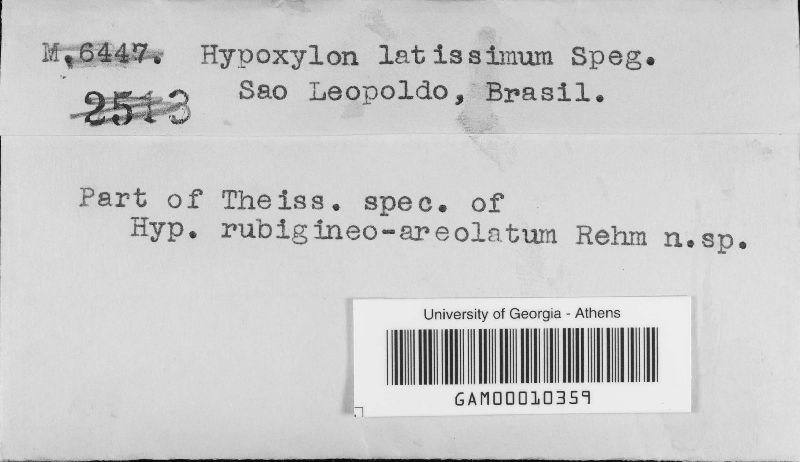 M.6447. Hypoxylon latissimum Speg.
2513 Sao Leopoldo, Brasil.
Part of Theiss. spec. of
Hyp. rubigineo-areolatum Rehm n.sp.
University of Georgia - Athens
GAM00010359